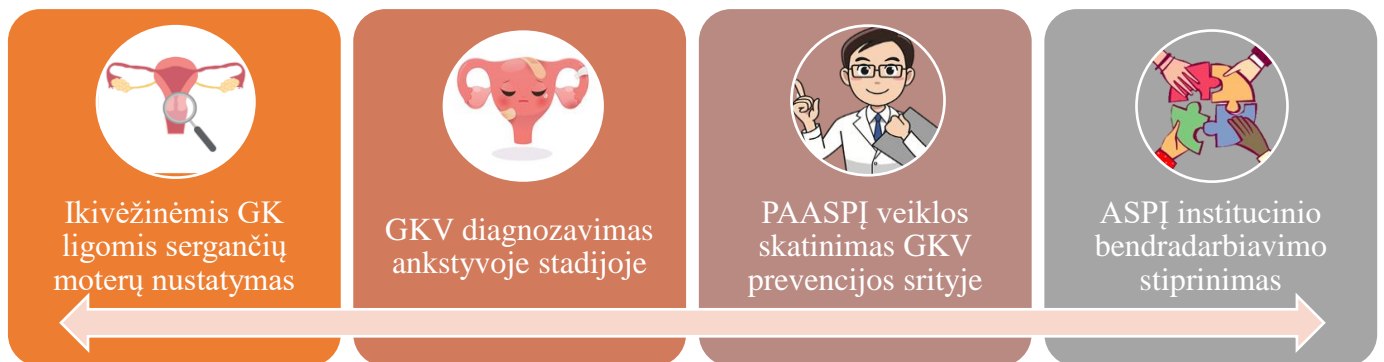 Ikivėžinėmis GK
ligomis sergančių
moterų nustatymas
GKV diagnozavimas
ankstyvoje stadijoje
PAASPĮ veiklos
skatinimas GKV
prevencijos srityje
ASPĮ institucinio
bendradarbiavimo
stiprinimas